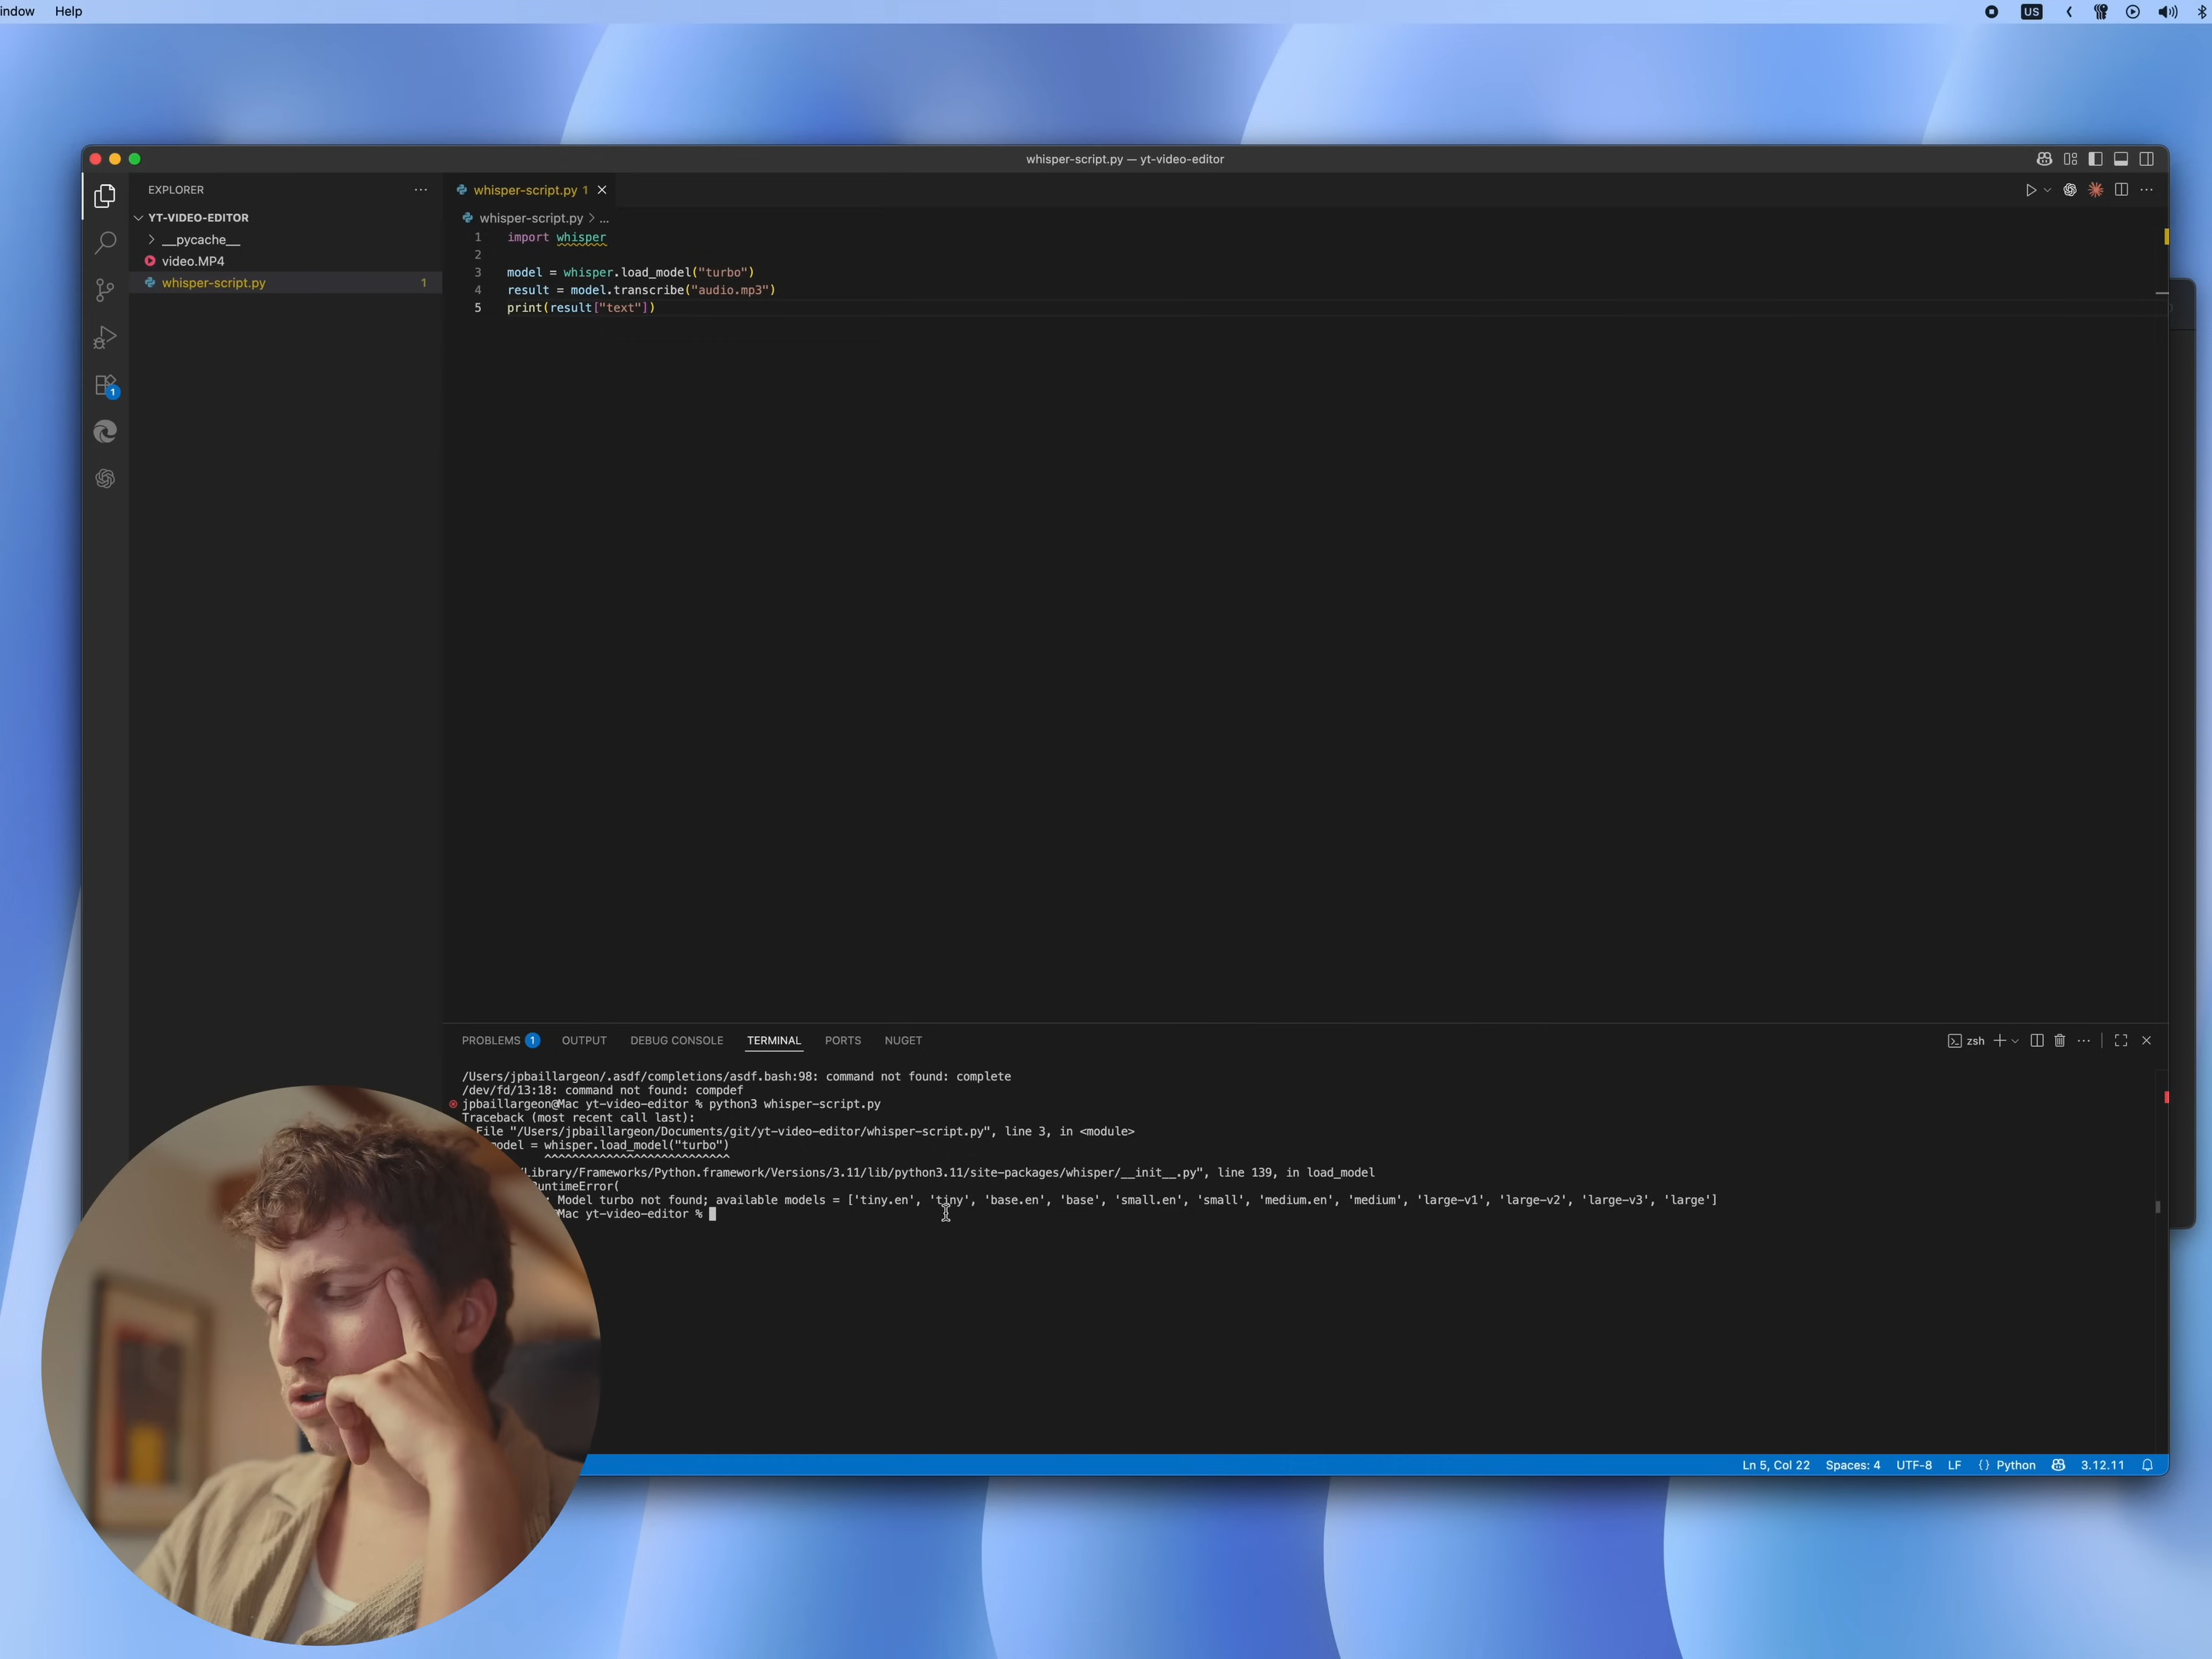 indow Help
US
whisper-script.py — yt-video-editor
EXPLORER
whisper-script.py 1
YT-VIDEO-EDITOR
__pycache__
video.MP4
whisper-script.py 1
1
whisper-script.py > ...
1 import whisper
2
3 model = whisper.load_model("turbo")
4 result = model.transcribe("audio.mp3")
5 print(result["text"])
PROBLEMS 1 OUTPUT DEBUG CONSOLE TERMINAL PORTS NUGET
zsh
/Users/jpbaillargeon/.asdf/completions/asdf.bash:98: command not found: complete
/dev/fd/13:18: command not found: compdef
jpbaillargeon@Mac yt-video-editor % python3 whisper-script.py
Traceback (most recent call last):
File "/Users/jpbaillargeon/Documents/git/yt-video-editor/whisper-script.py", line 3, in <module>
model = whisper.load_model("turbo")
^^^^^^^^^^^^^^^^^^^^^^^^^^^
Library/Frameworks/Python.framework/Versions/3.11/lib/python3.11/site-packages/whisper/__init__.py", line 139, in load_model
RuntimeError(
: Model turbo not found; available models = ['tiny.en', 'tiny', 'base.en', 'base', 'small.en', 'small', 'medium.en', 'medium', 'large-v1', 'large-v2', 'large-v3', 'large']
Mac yt-video-editor %
Ln 5, Col 22 Spaces: 4 UTF-8 LF {} Python 3.12.11